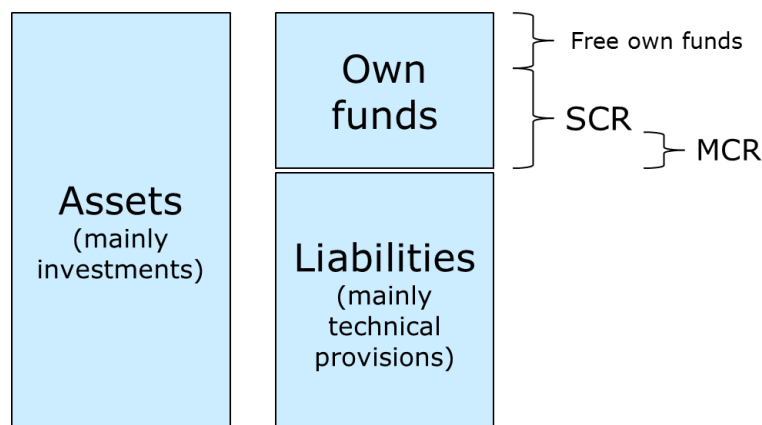 Assets
(mainly
investments)
Own
funds
Liabilities
(mainly
technical
provisions)
Free own funds
SCR
MCR